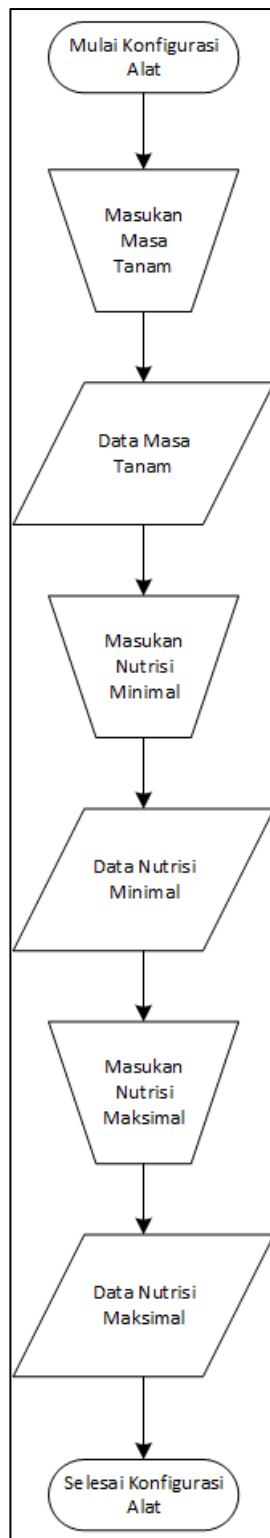 Mulai Konfigurasi
Alat
Masukan
Masa
Tanam
Data Masa
Tanam
Masukan
Nutrisi
Minimal
Data Nutrisi
Minimal
Masukan
Nutrisi
Maksimal
Data Nutrisi
Maksimal
Selesai Konfigurasi
Alat